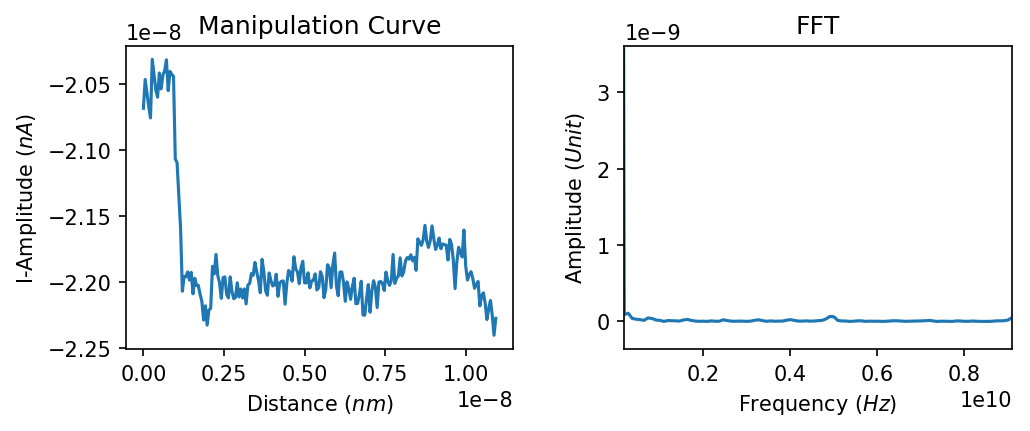 Manipulation Curve
1e−8
I-Amplitude (nA)
−2.05
−2.10
−2.15
−2.20
−2.25
0.00 0.25 0.50 0.75 1.00
1e−8
Distance (nm)
FFT
1e−9
Amplitude (Unit)
3
2
1
0
0.2 0.4 0.6 0.8
1e10
Frequency (Hz)